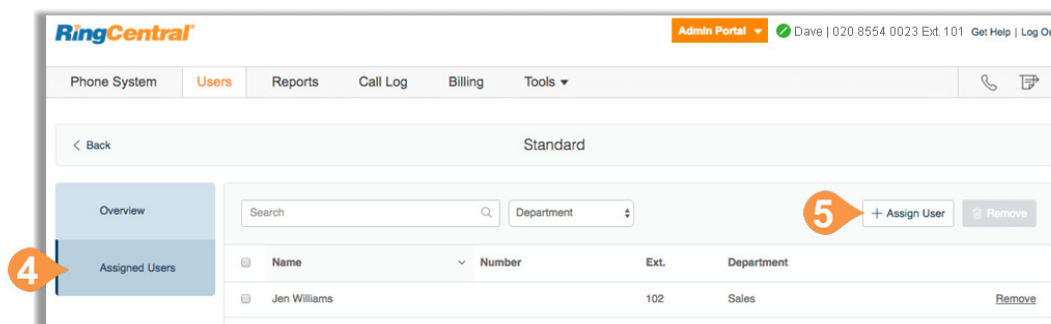 RingCentral®
Admin Portal Dave | 020 8554 0023 Ext. 101 Get Help | Log Ou
Phone System Users Reports Call Log Billing Tools
Back Standard
Overview
Search Department 5 + Assign User Remove
4 Assigned Users
Name Number Ext. Department
Jen Williams 102 Sales Remove